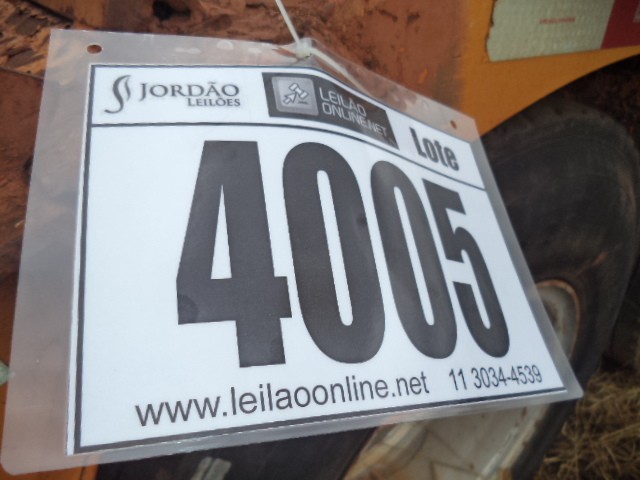 JORDÃO
LEILÕES
LEILÃO
ONLINE.NET
Lote
4005
www.leilaoonline.net 11 3034-4539